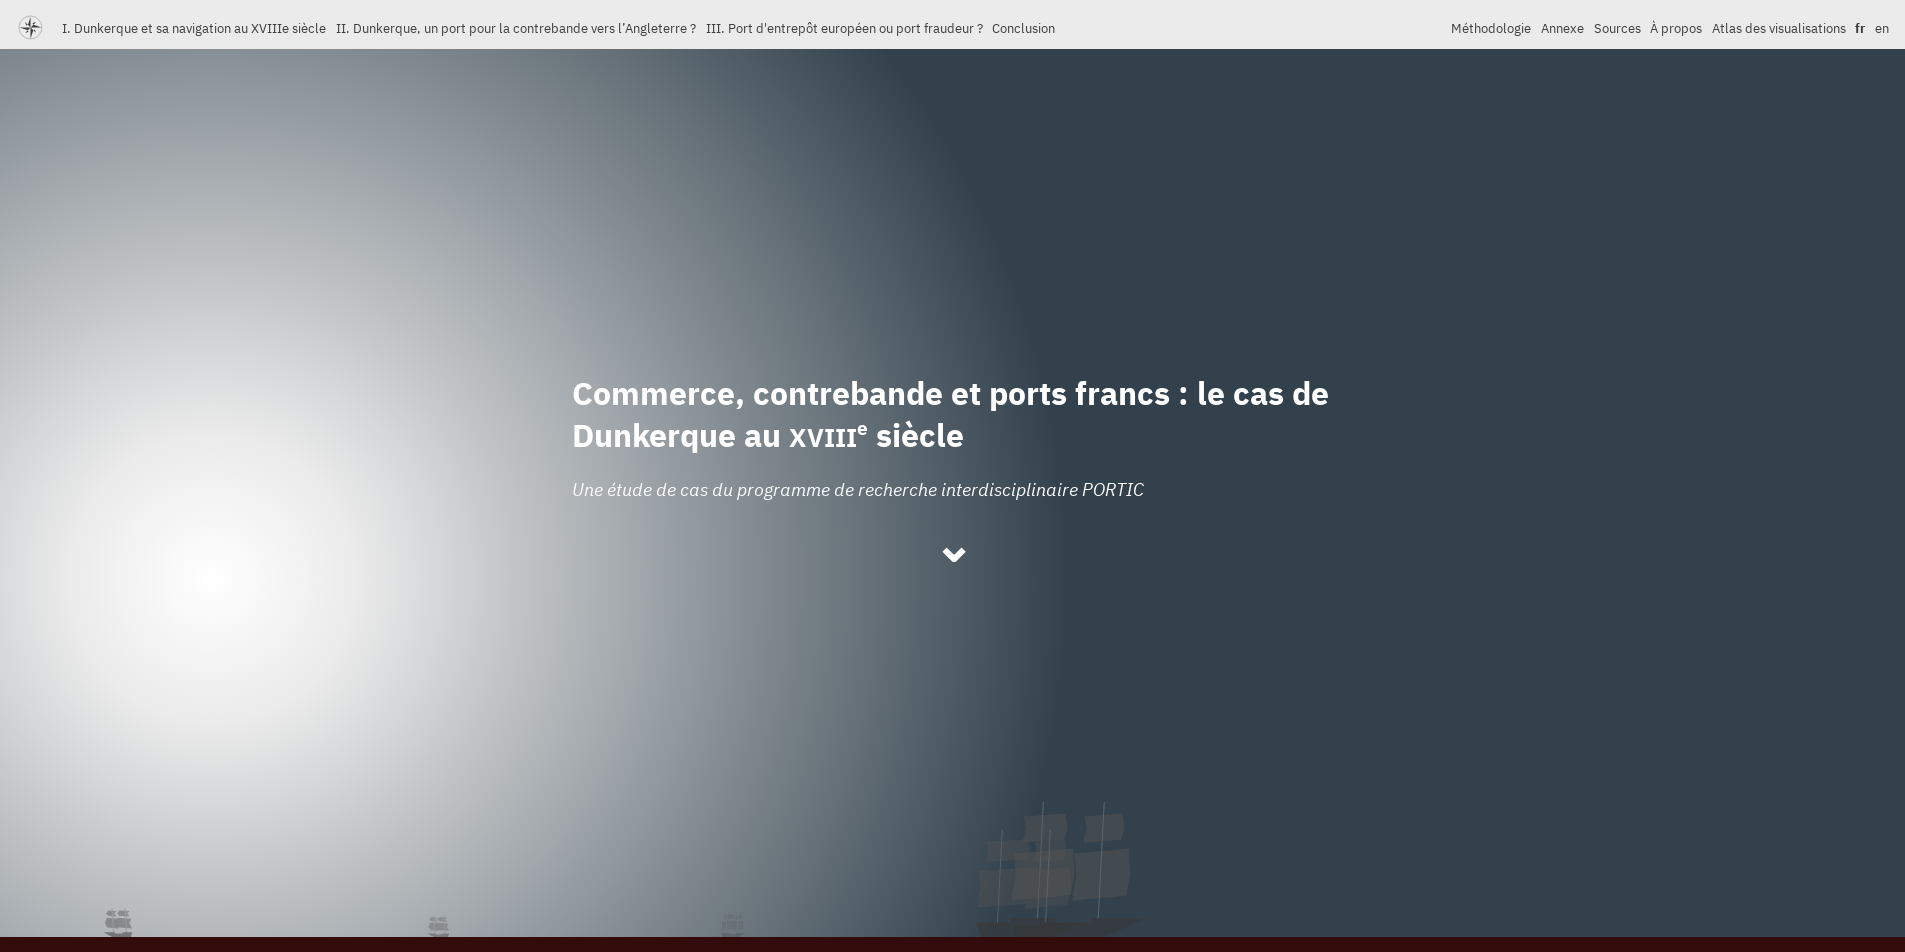 I. Dunkerque et sa navigation au XVIIIe siècle II. Dunkerque, un port pour la contrebande vers l’Angleterre ? III. Port d'entrepôt européen ou port fraudeur ? Conclusion Méthodologie Annexe Sources À propos Atlas des visualisations fr en
Commerce, contrebande et ports francs : le cas de
Dunkerque au XVIIIe siècle
Une étude de cas du programme de recherche interdisciplinaire PORTIC